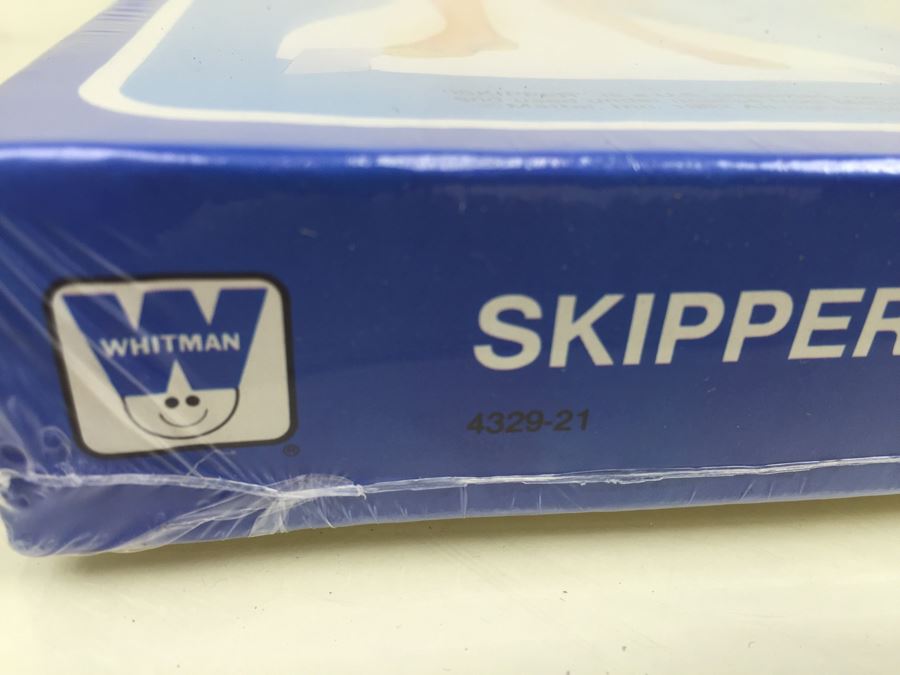 WHITMAN
®
SKIPPER
4329-21